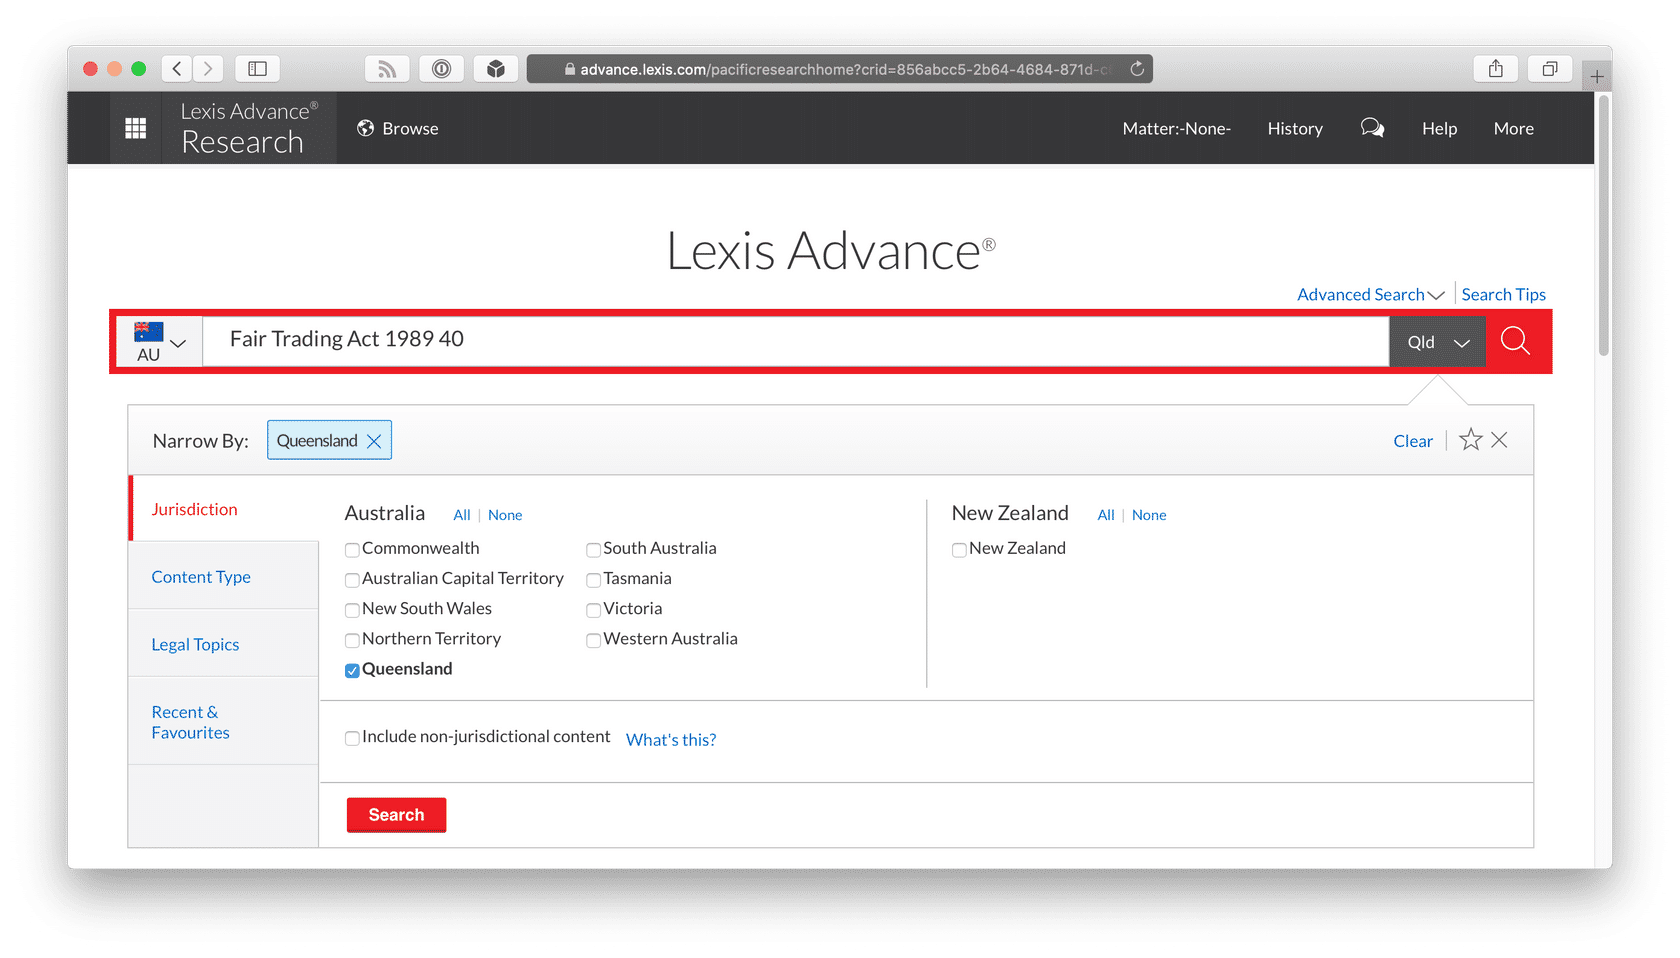 advance.lexis.com/pacificresearchhome?crid=856abcc5-2b64-4684-871d-c
Lexis Advance®
Research
Browse
Matter:-None-
History
Help
More
Lexis Advance®
Advanced Search
Search Tips
AU
Fair Trading Act 1989 40
Qld
Narrow By:
Queensland
Clear
Jurisdiction
Content Type
Legal Topics
Recent &
Favourites
Australia All | None
Commonwealth
Australian Capital Territory
New South Wales
Northern Territory
Queensland
South Australia
Tasmania
Victoria
Western Australia
New Zealand All | None
New Zealand
Include non-jurisdictional content What's this?
Search